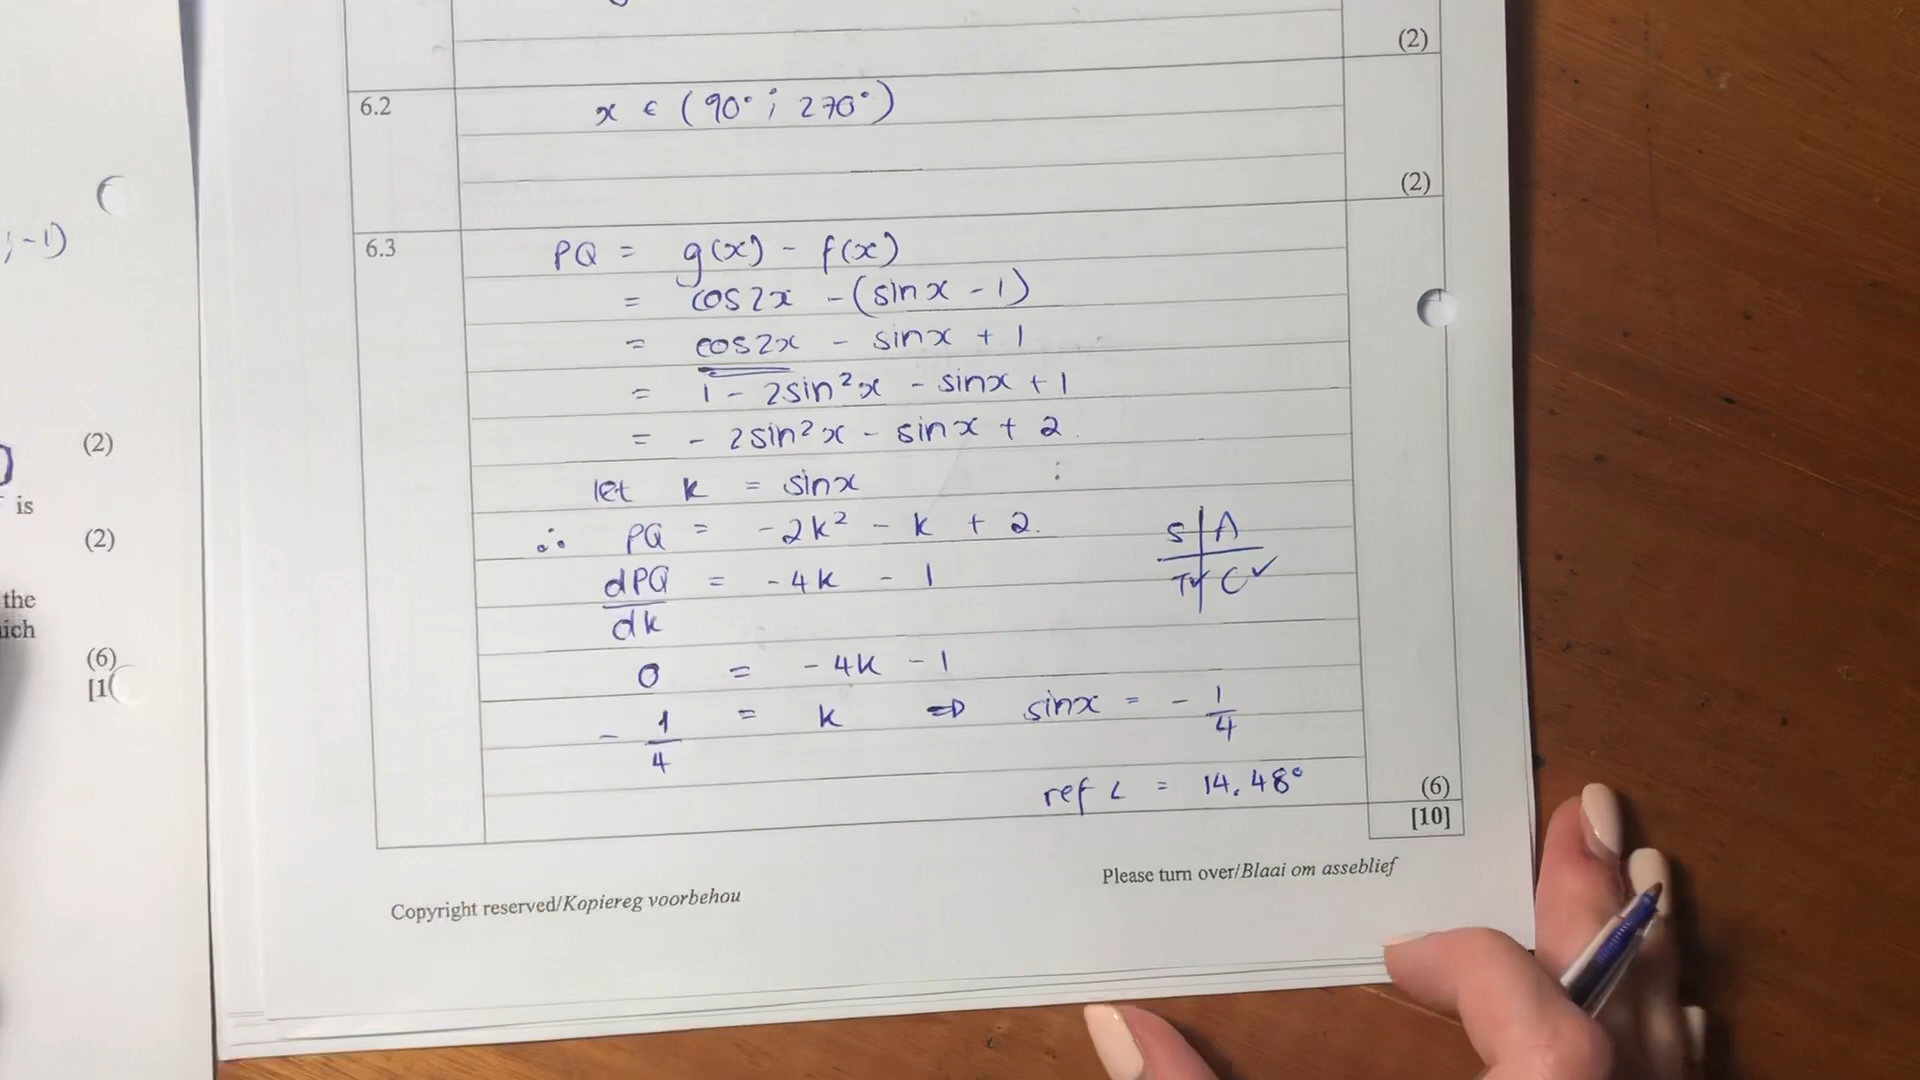 (2)
6.2 x ∈ (90° ; 270°)
(2)
6.3 PQ = g(x) - f(x)
= cos2x - (sinx - 1)
= cos2x - sinx + 1
= 1 - 2sin²x - sinx + 1
= - 2sin²x - sinx + 2
let k = sinx
∴ PQ = -2k² - k + 2.
S A
T✓ C✓
dPQ = -4k - 1
dk
0 = -4k - 1
- 1/4 = k ⇒ sinx = - 1/4
ref ∠ = 14.48°
(6)
[10]
Please turn over/Blaai om asseblief
Copyright reserved/Kopiereg voorbehou
; -1)
(2)
is
(2)
the
(6)